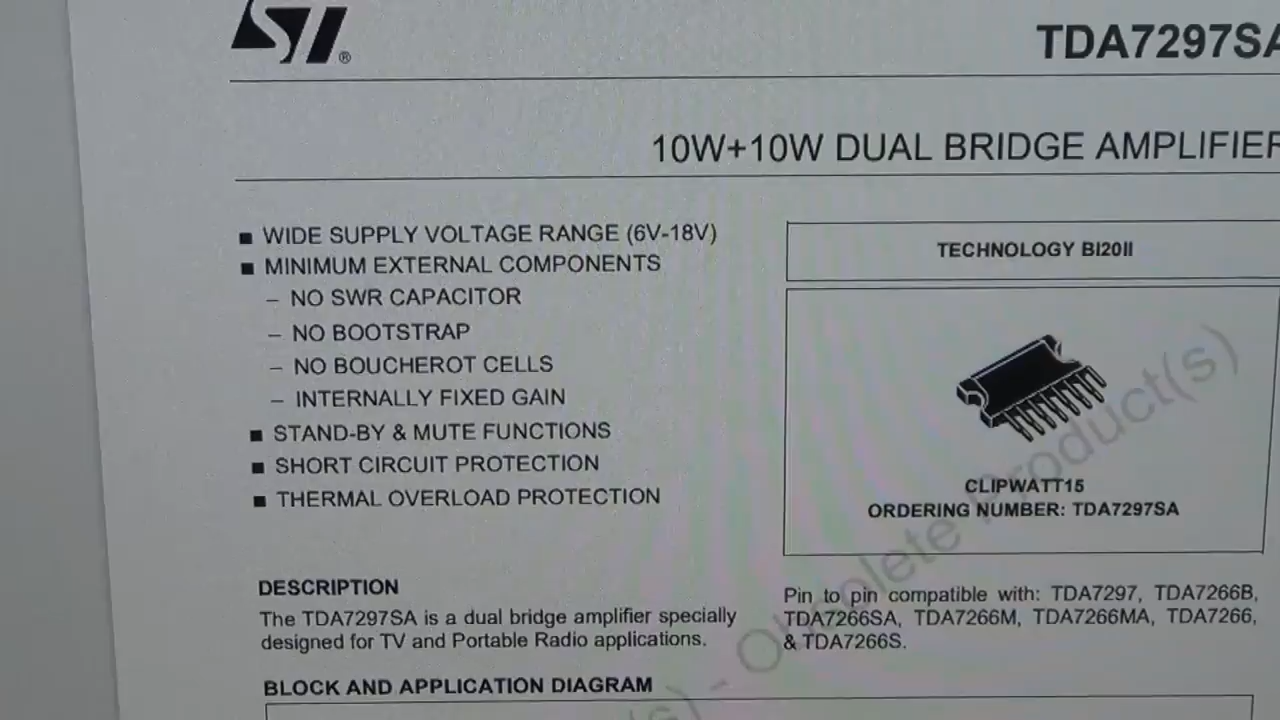 ST®
TDA7297SA
10W+10W DUAL BRIDGE AMPLIFIER
■ WIDE SUPPLY VOLTAGE RANGE (6V-18V)
■ MINIMUM EXTERNAL COMPONENTS
– NO SWR CAPACITOR
– NO BOOTSTRAP
– NO BOUCHEROT CELLS
– INTERNALLY FIXED GAIN
■ STAND-BY & MUTE FUNCTIONS
■ SHORT CIRCUIT PROTECTION
■ THERMAL OVERLOAD PROTECTION
TECHNOLOGY BI20II
CLIPWATT15
ORDERING NUMBER: TDA7297SA
DESCRIPTION
The TDA7297SA is a dual bridge amplifier specially
designed for TV and Portable Radio applications.
Pin to pin compatible with: TDA7297, TDA7266B,
TDA7266SA, TDA7266M, TDA7266MA, TDA7266,
& TDA7266S.
BLOCK AND APPLICATION DIAGRAM
(s) - Obsolete Product(s)